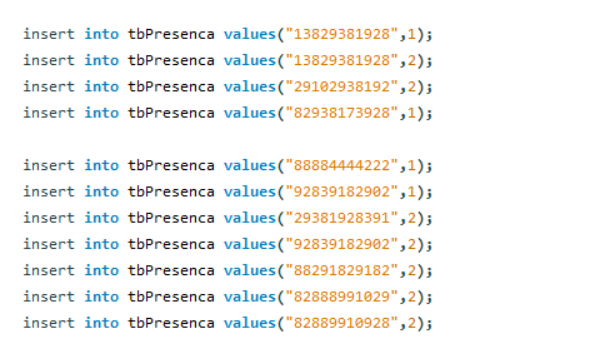 insert into tbPresenca values("13829381928",1);
insert into tbPresenca values("13829381928",2);
insert into tbPresenca values("29102938192",2);
insert into tbPresenca values("82938173928",1);
insert into tbPresenca values("88884444222",1);
insert into tbPresenca values("92839182902",1);
insert into tbPresenca values("29381928391",2);
insert into tbPresenca values("92839182902",2);
insert into tbPresenca values("88291829182",2);
insert into tbPresenca values("82888991029",2);
insert into tbPresenca values("82889910928",2);